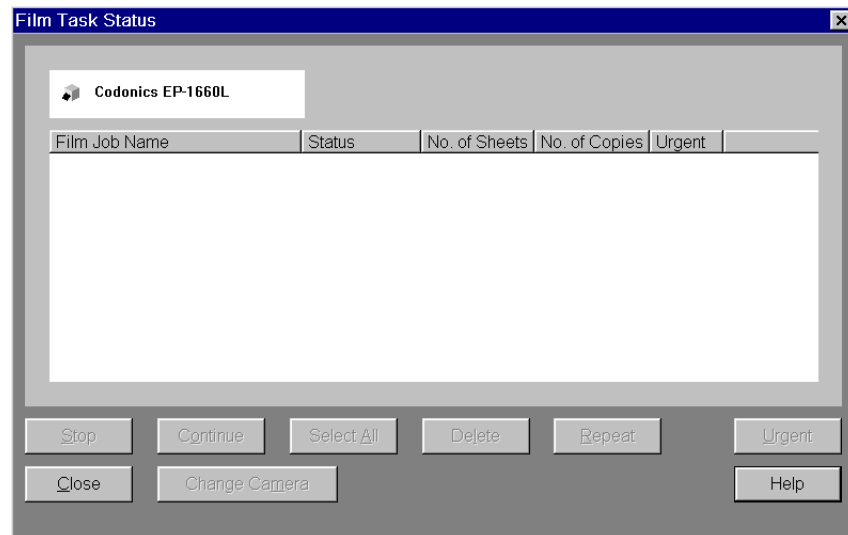 Film Task Status
Codonics EP-1660L
Film Job Name Status No. of Sheets No. of Copies Urgent
Stop Continue Select All Delete Repeat Urgent
Close Change Camera Help